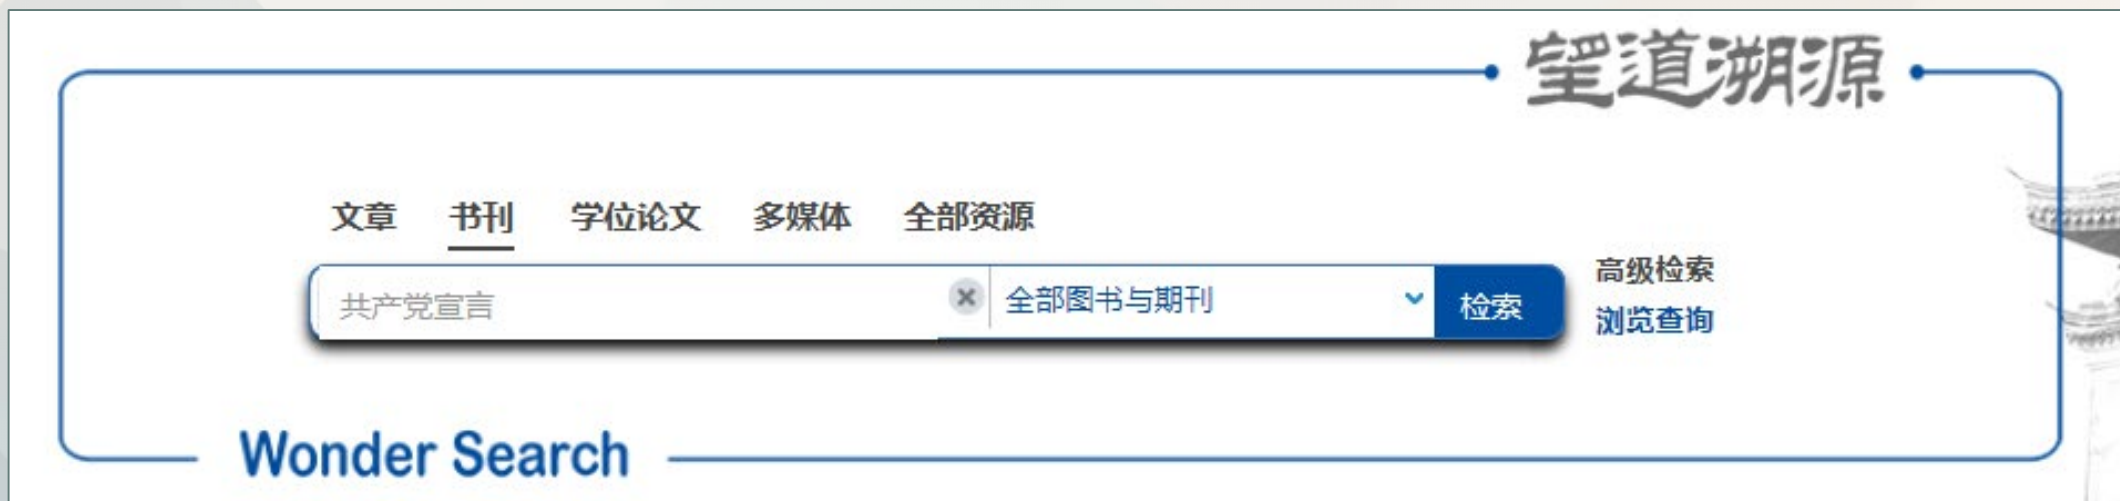 望道溯源
文章 书刊 学位论文 多媒体 全部资源
共产党宣言 全部图书与期刊 检索
高级检索
浏览查询
Wonder Search